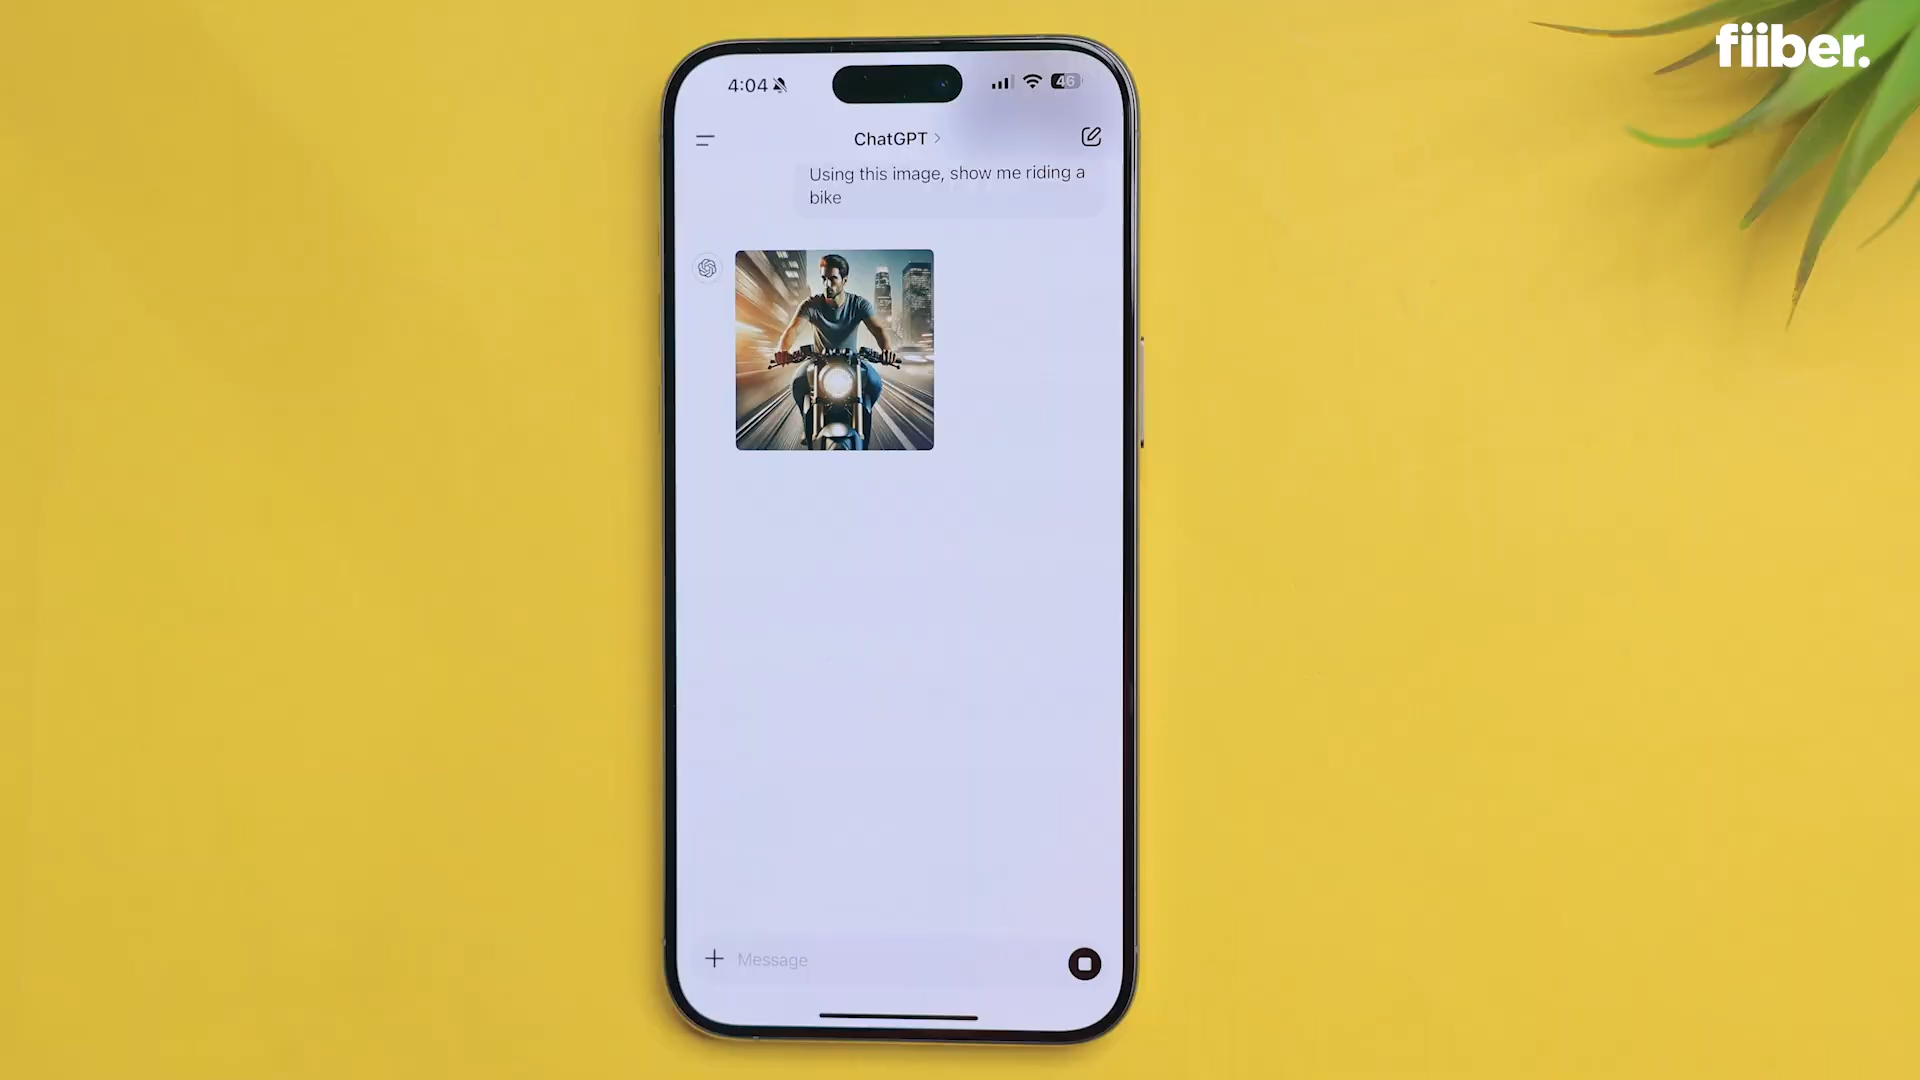 fiiber.
4:04
46
ChatGPT >
Using this image, show me riding a
bike
Message